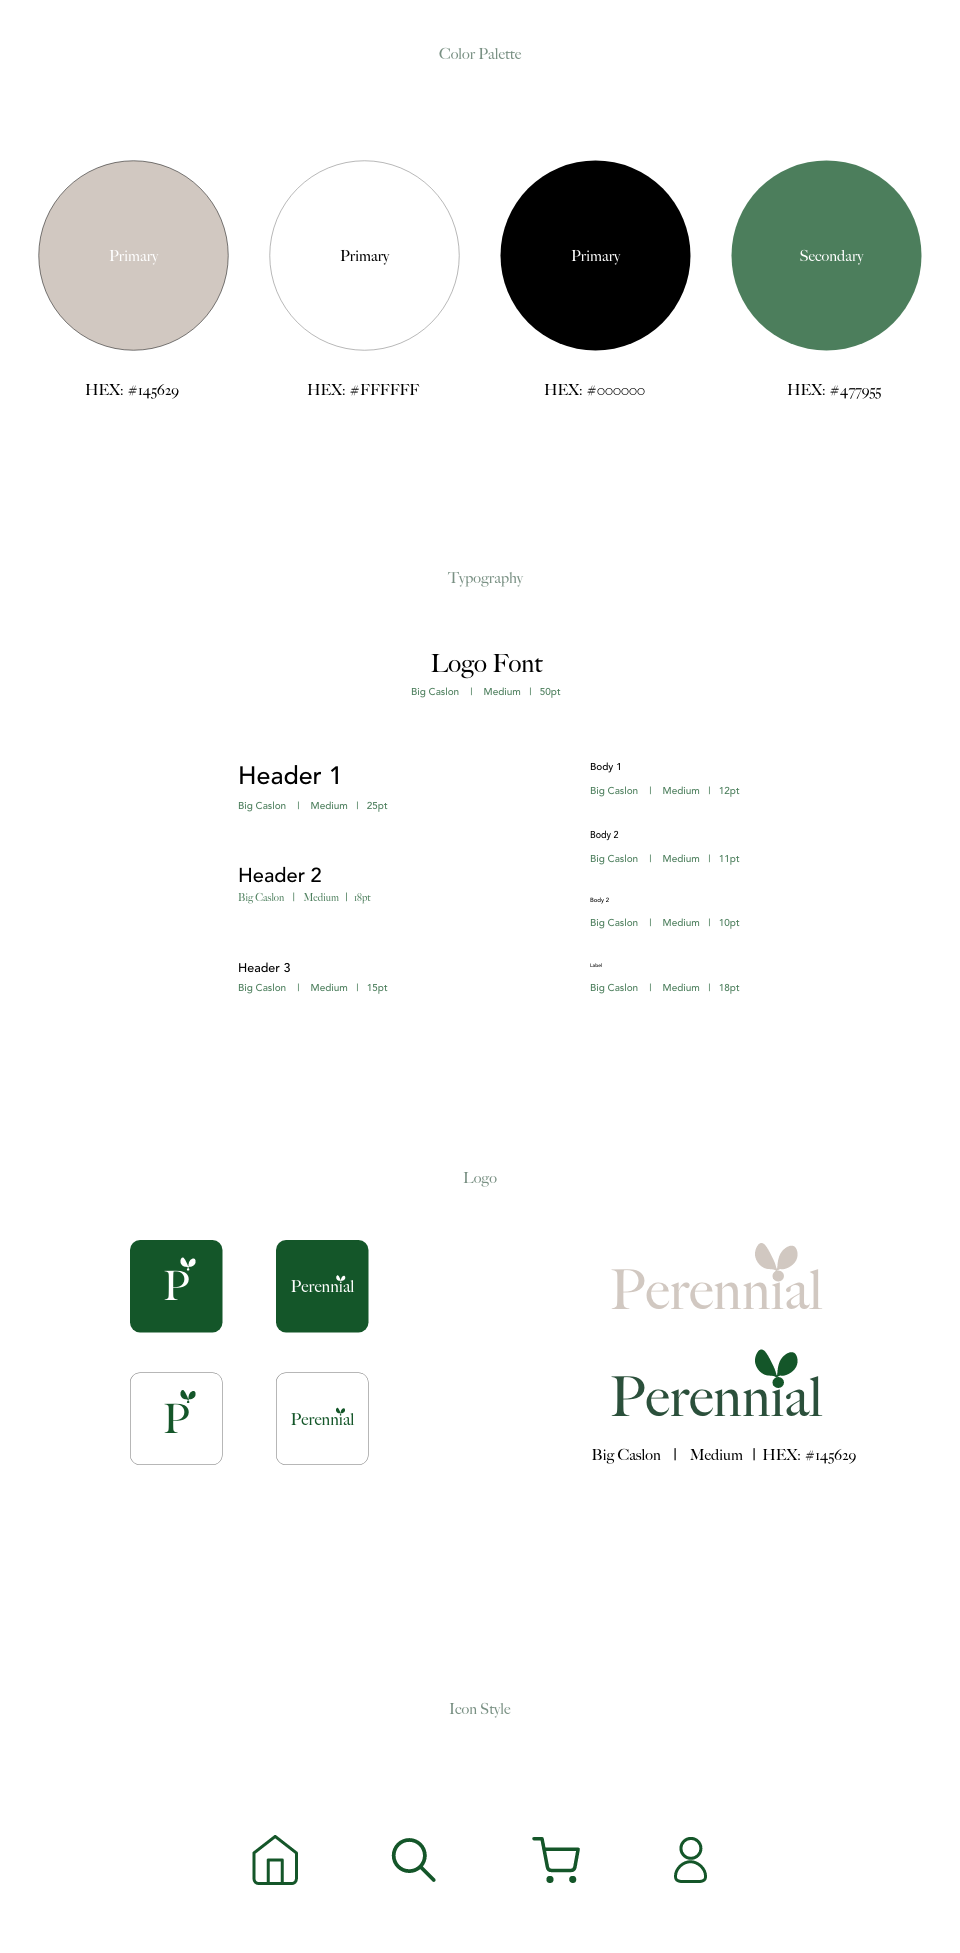 Color Palette
Primary
Primary
Primary
Secondary
HEX: #145629
HEX: #FFFFFF
HEX: #000000
HEX: #477955
Typography
Logo Font
Big Caslon | Medium | 50pt
Header 1
Big Caslon | Medium | 25pt
Header 2
Big Caslon | Medium | 18pt
Header 3
Big Caslon | Medium | 15pt
Body 1
Big Caslon | Medium | 12pt
Body 2
Big Caslon | Medium | 11pt
Body 2
Big Caslon | Medium | 10pt
Label
Big Caslon | Medium | 18pt
Logo
P
Perennial
P
Perennial
Perennial
Perennial
Big Caslon | Medium | HEX: #145629
Icon Style